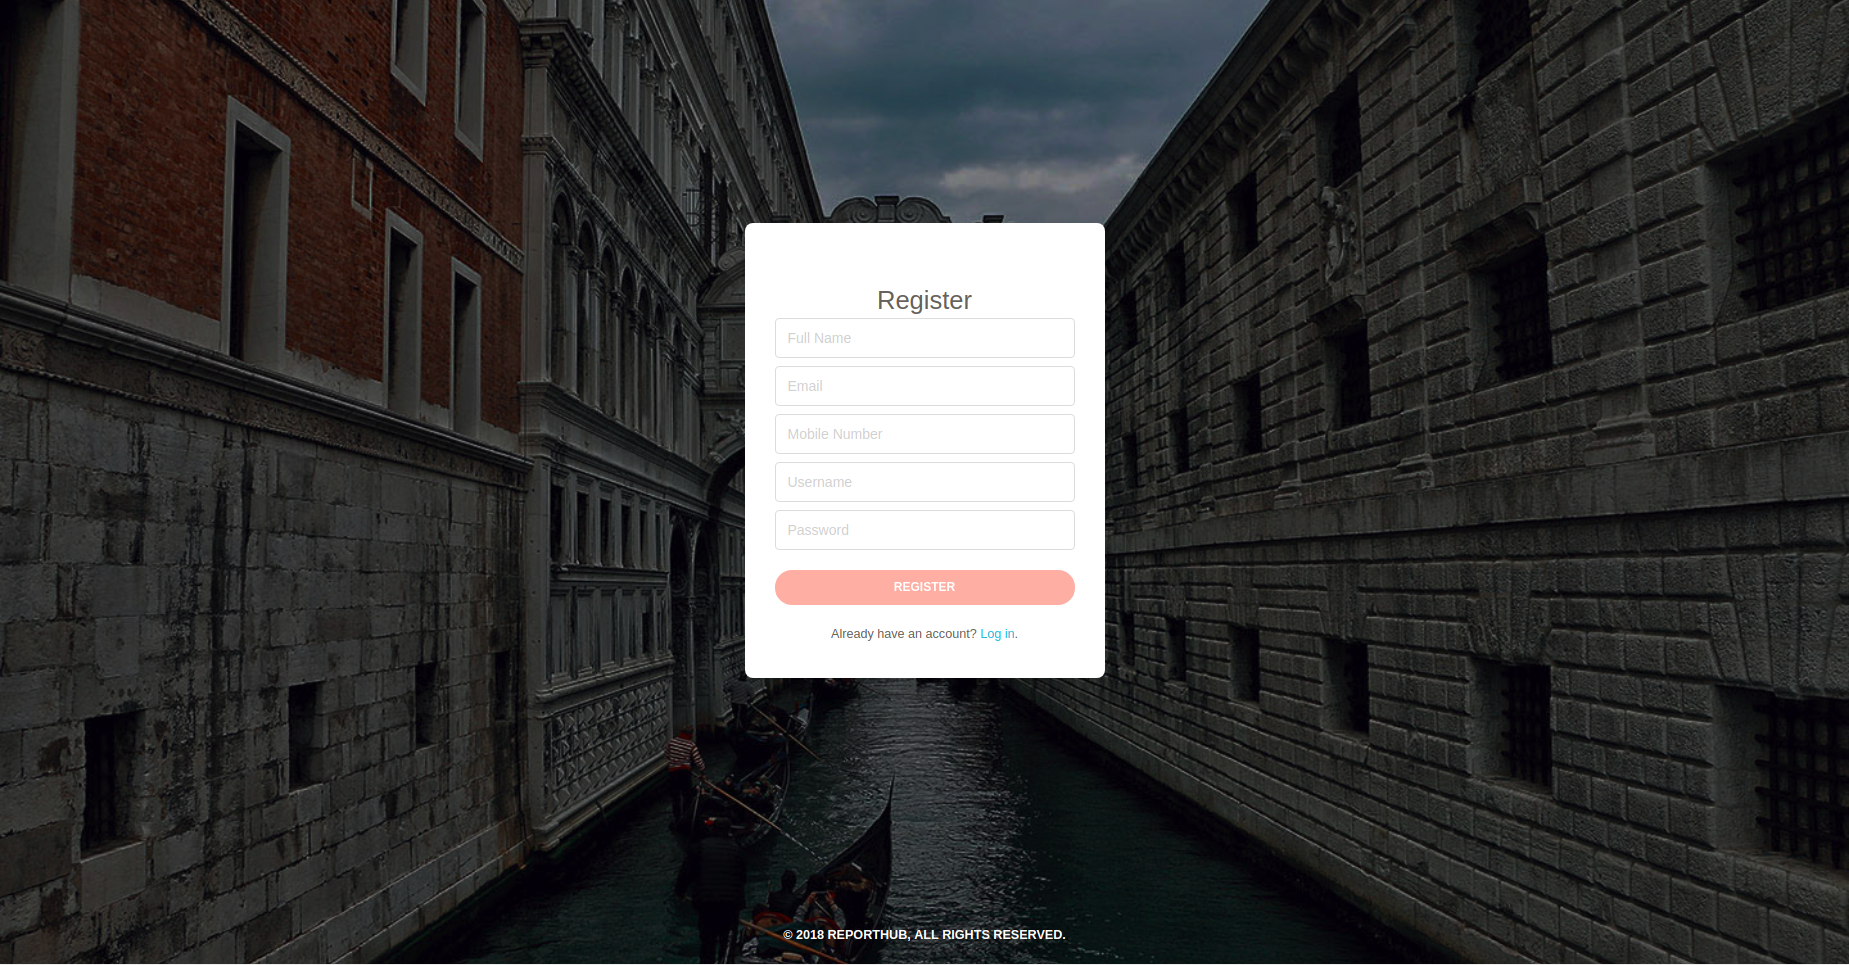 Register
Full Name
Email
Mobile Number
Username
Password
REGISTER
Already have an account? Log in.
© 2018 REPORTHUB, ALL RIGHTS RESERVED.